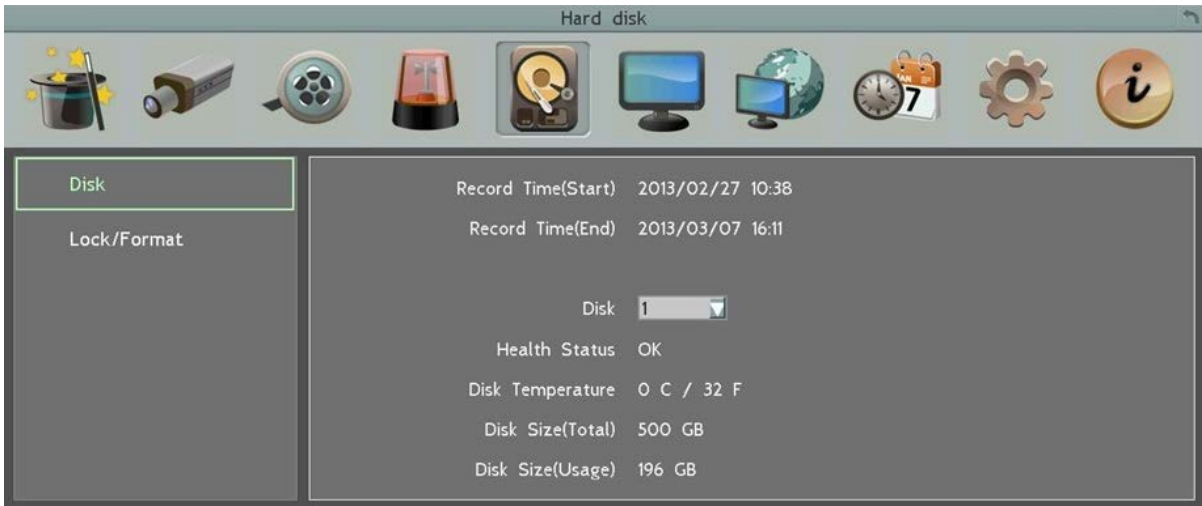 Hard disk
JAN
7
i
Disk
Lock/Format
Record Time(Start) 2013/02/27 10:38
Record Time(End) 2013/03/07 16:11
Disk 1
Health Status OK
Disk Temperature 0 C / 32 F
Disk Size(Total) 500 GB
Disk Size(Usage) 196 GB